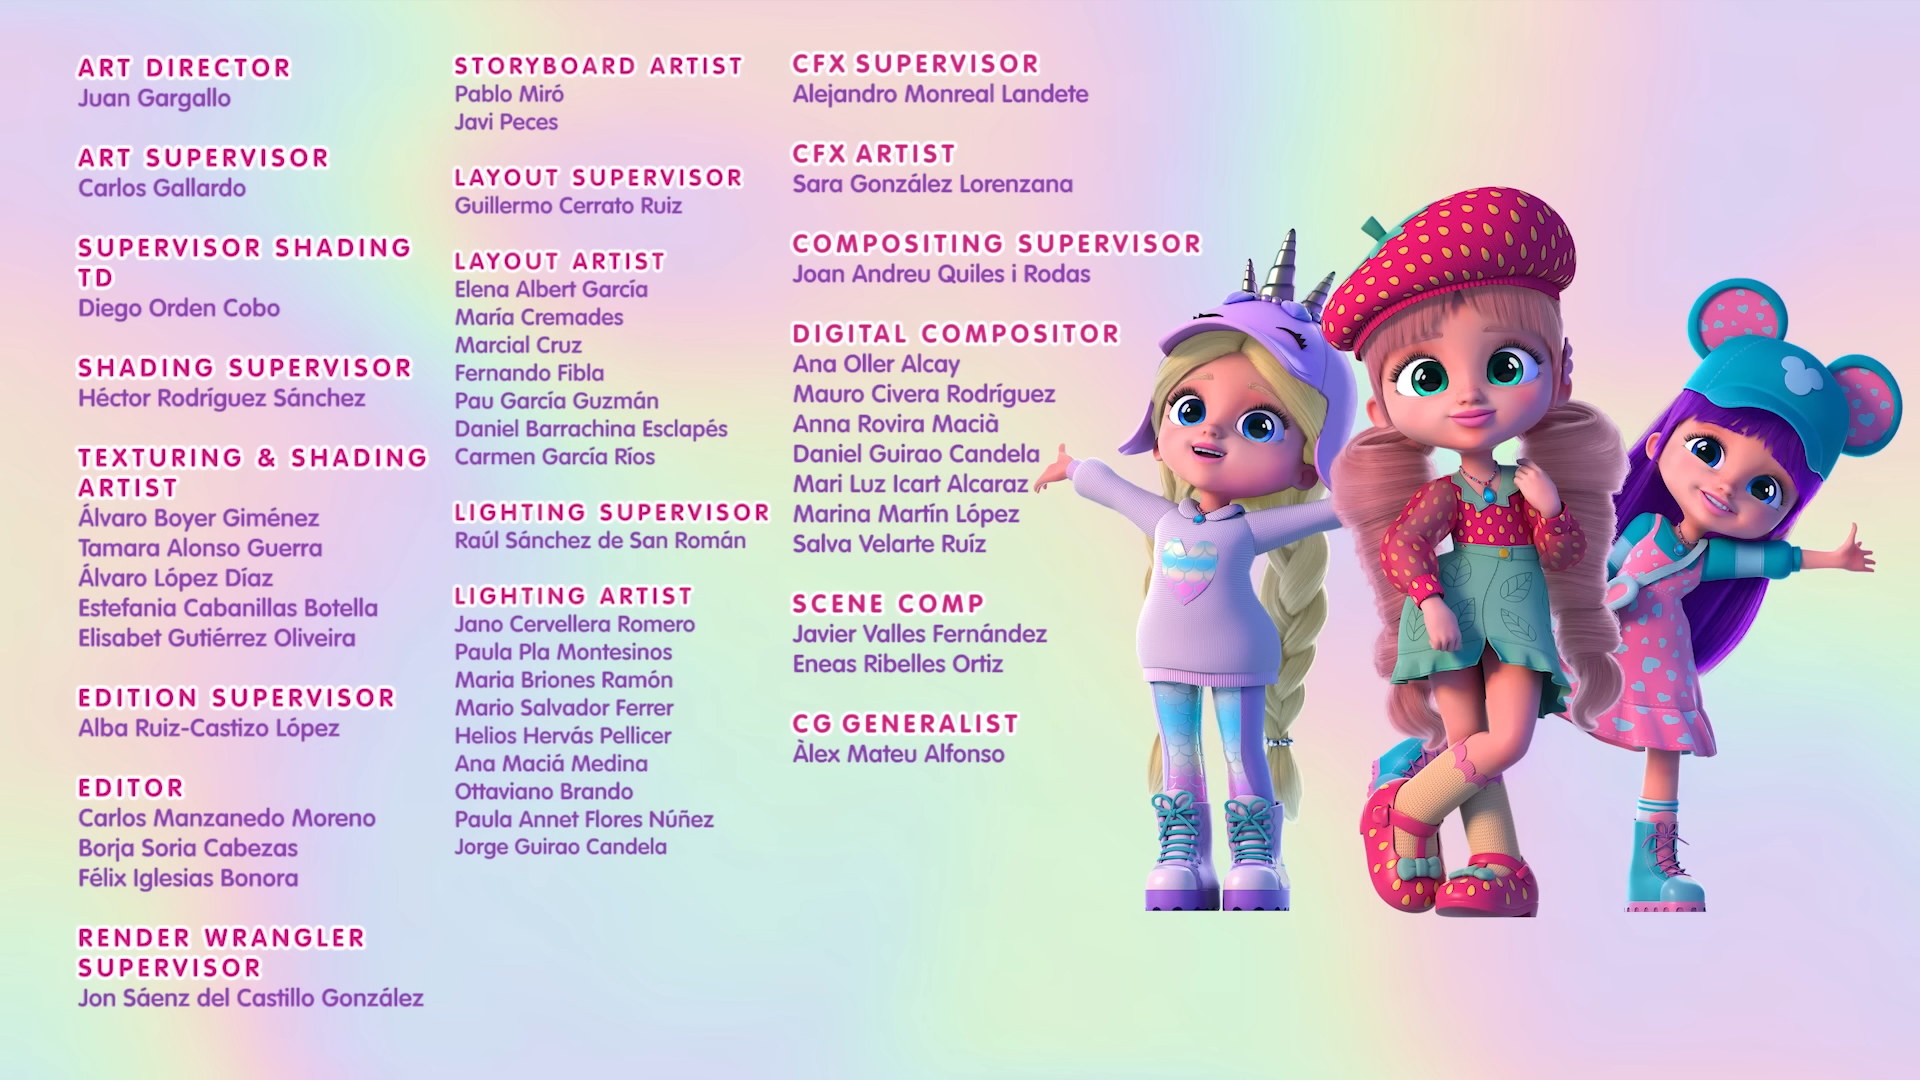 ART DIRECTOR
Juan Gargallo
ART SUPERVISOR
Carlos Gallardo
SUPERVISOR SHADING
TD
Diego Orden Cobo
SHADING SUPERVISOR
Héctor Rodríguez Sánchez
TEXTURING & SHADING
ARTIST
Álvaro Boyer Giménez
Tamara Alonso Guerra
Álvaro López Díaz
Estefania Cabanillas Botella
Elisabet Gutiérrez Oliveira
EDITION SUPERVISOR
Alba Ruiz-Castizo López
EDITOR
Carlos Manzanedo Moreno
Borja Soria Cabezas
Félix Iglesias Bonora
RENDER WRANGLER
SUPERVISOR
Jon Sáenz del Castillo González
STORYBOARD ARTIST
Pablo Miró
Javi Peces
LAYOUT SUPERVISOR
Guillermo Cerrato Ruiz
LAYOUT ARTIST
Elena Albert García
María Cremades
Marcial Cruz
Fernando Fibla
Pau García Guzmán
Daniel Barrachina Esclapés
Carmen García Ríos
LIGHTING SUPERVISOR
Raúl Sánchez de San Román
LIGHTING ARTIST
Jano Cervellera Romero
Paula Pla Montesinos
Maria Briones Ramón
Mario Salvador Ferrer
Helios Hervás Pellicer
Ana Maciá Medina
Ottaviano Brando
Paula Annet Flores Núñez
Jorge Guirao Candela
CFX SUPERVISOR
Alejandro Monreal Landete
CFX ARTIST
Sara González Lorenzana
COMPOSITING SUPERVISOR
Joan Andreu Quiles i Rodas
DIGITAL COMPOSITOR
Ana Oller Alcay
Mauro Civera Rodríguez
Anna Rovira Macià
Daniel Guirao Candela
Mari Luz Icart Alcaraz
Marina Martín López
Salva Velarte Ruíz
SCENE COMP
Javier Valles Fernández
Eneas Ribelles Ortiz
CG GENERALIST
Àlex Mateu Alfonso